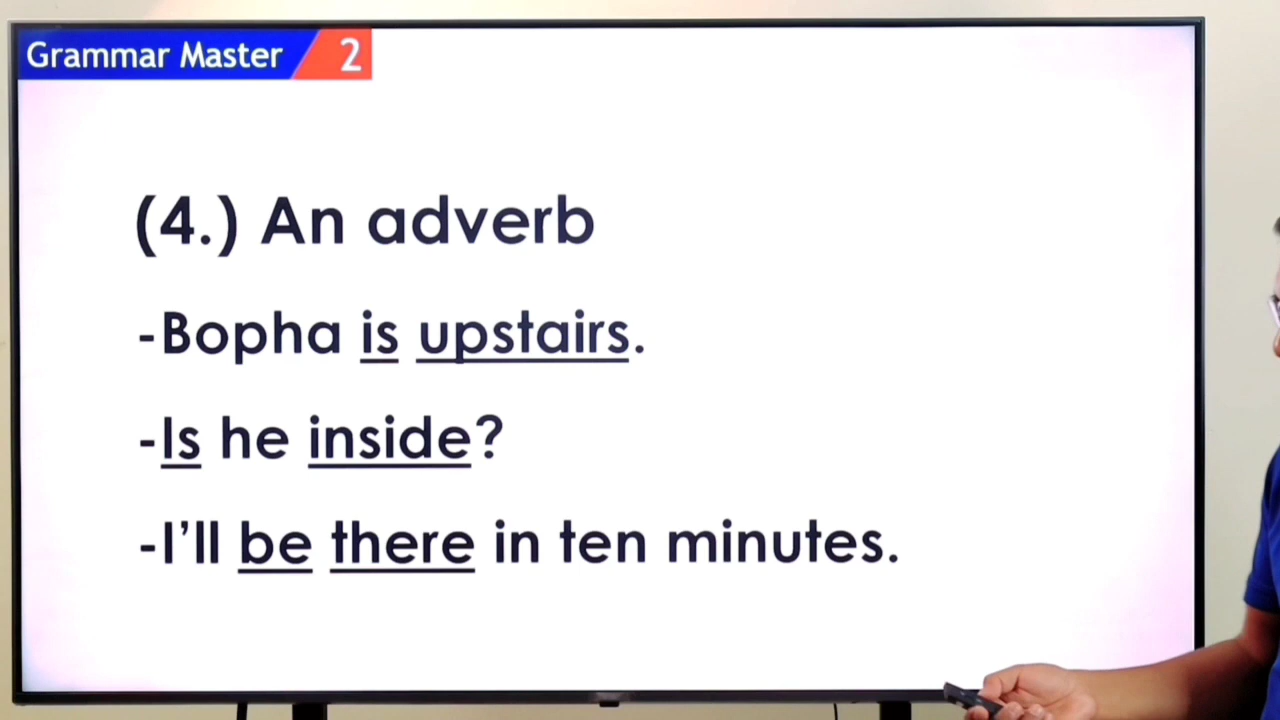 Grammar Master 2
(4.) An adverb
-Bopha is upstairs.
-Is he inside?
-I'll be there in ten minutes.